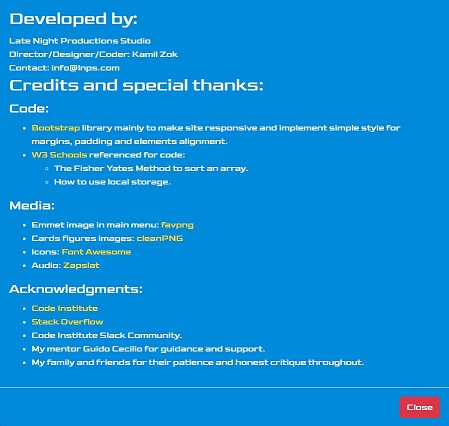 Developed by:
Late Night Productions Studio
Director/Designer/Coder: Kamil Zok
Contact: info@lnps.com
Credits and special thanks:
Code:
Bootstrap library mainly to make site responsive and implement simple style for
margins, padding and elements alignment.
W3 Schools referenced for code:
The Fisher Yates Method to sort an array.
How to use local storage.
Media:
Emmet image in main menu: favpng
Cards figures images: cleanPNG
Icons: Font Awesome
Audio: Zapslat
Acknowledgments:
Code Institute
Stack Overflow
Code Institute Slack Community.
My mentor Guido Cecilio for guidance and support.
My family and friends for their patience and honest critique throughout.
Close